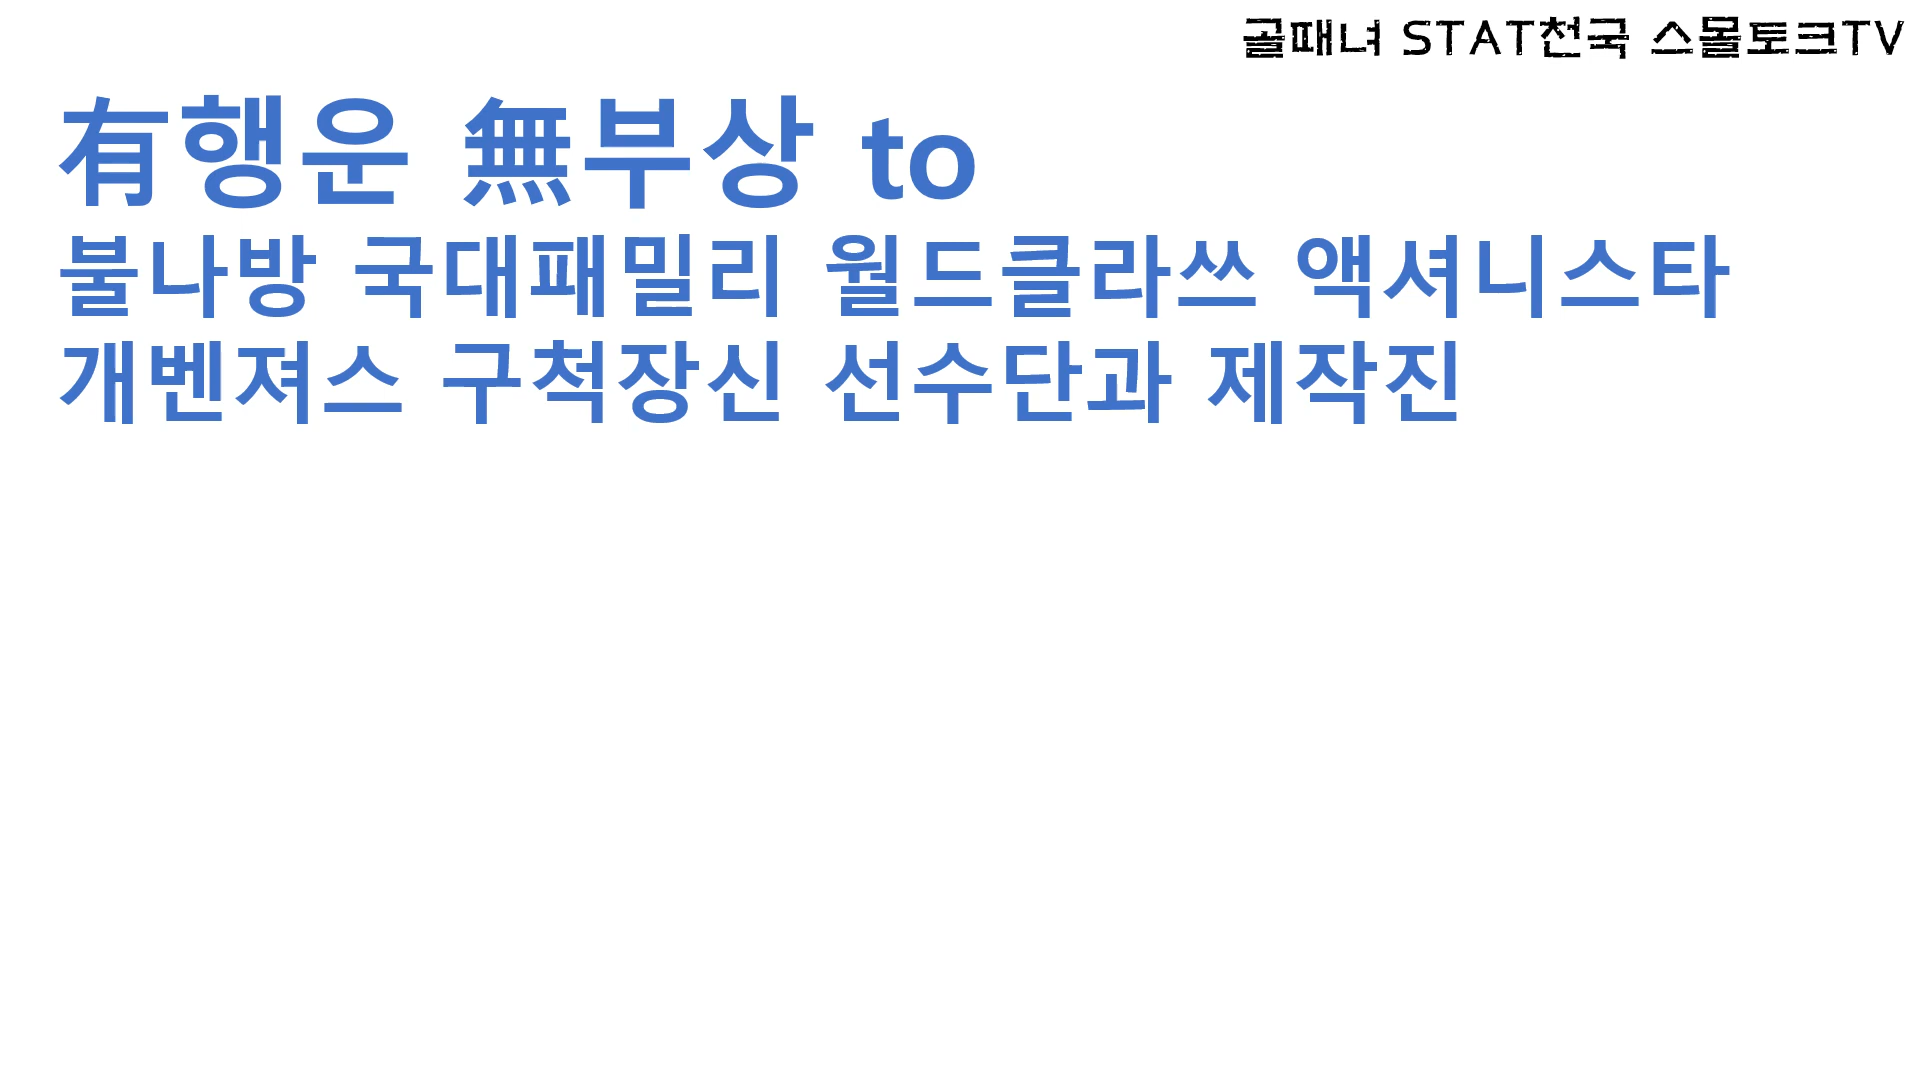 골때녀 STAT천국 스몰토크TV
有행운 無부상 to
불나방 국대패밀리 월드클라쓰 액셔니스타
개벤져스 구척장신 선수단과 제작진